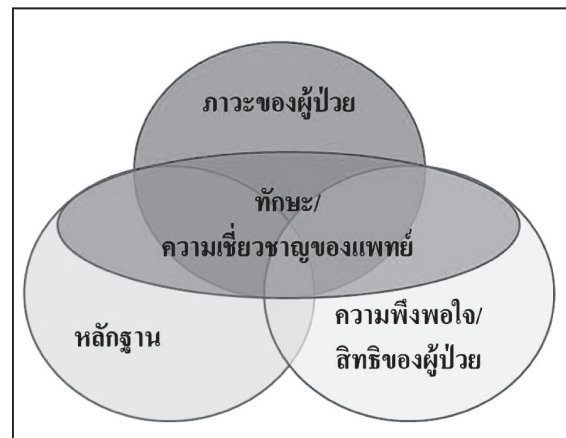 ภาวะของผู้ป่วย
ทักษะ/
ความเชี่ยวชาญของแพทย์
หลักฐาน
ความพึงพอใจ/
สิทธิของผู้ป่วย